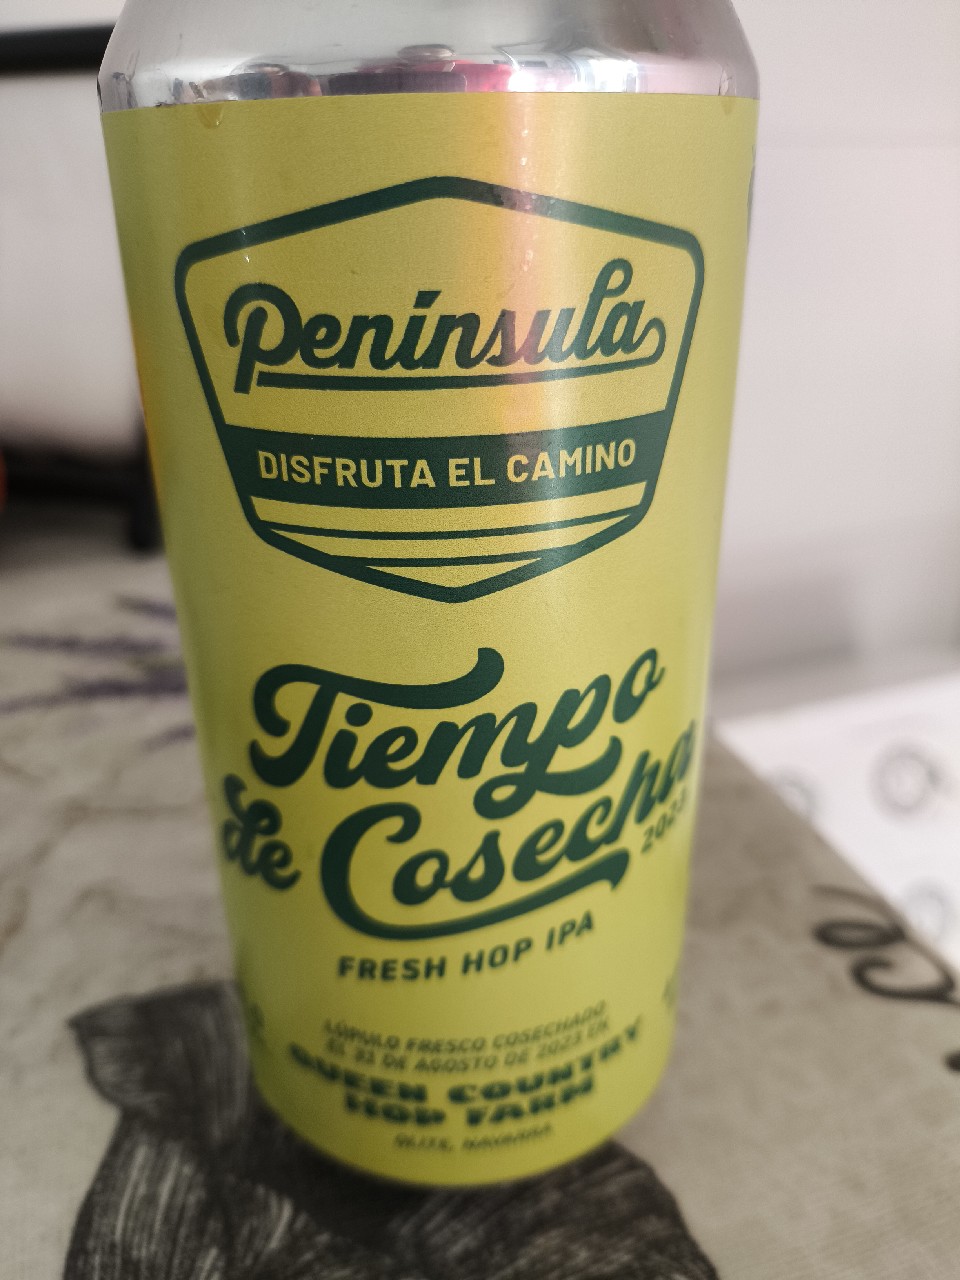 Península
DISFRUTA EL CAMINO
Tiempo
de Cosecha
2023
FRESH HOP IPA
LÚPULO FRESCO COSECHADO
EL 31 DE AGOSTO DE 2023 EN
QUEEN COUNTRY
HOP FARM
OLITE, NAVARRA